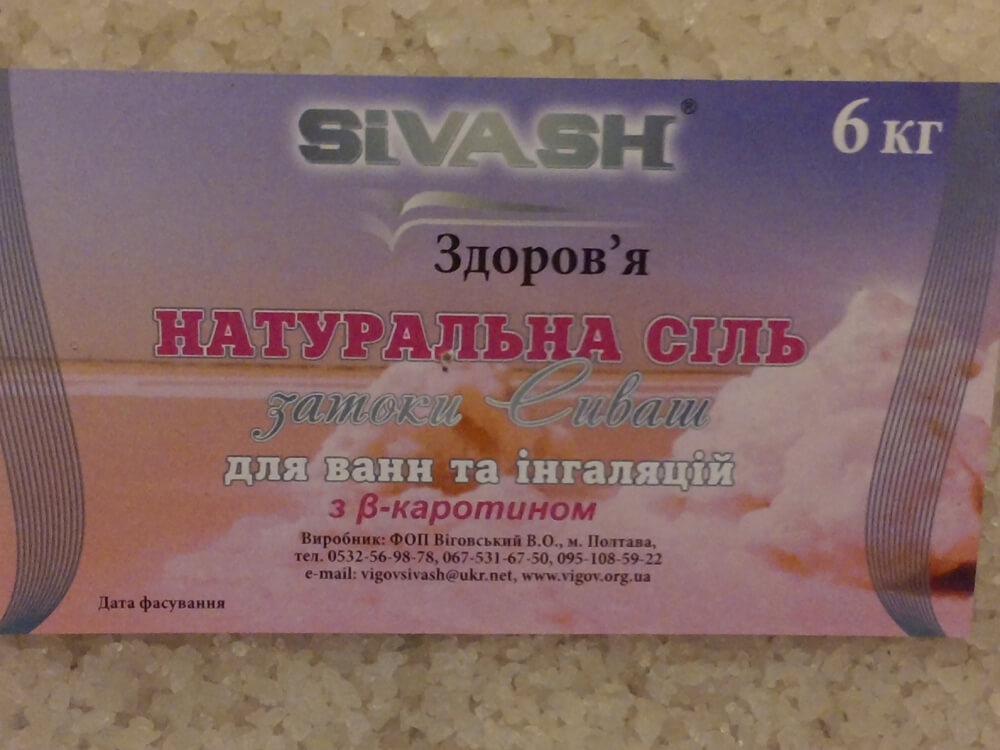 SiVASH®
6 кг
Здоров’я
НАТУРАЛЬНА СІЛЬ
затоки Сиваш
для ванн та інгаляцій
з β-каротином
Виробник: ФОП Віговський В.О., м. Полтава,
тел. 0532-56-98-78, 067-531-67-50, 095-108-59-22
e-mail: vigovsivash@ukr.net, www.vigov.org.ua
Дата фасування